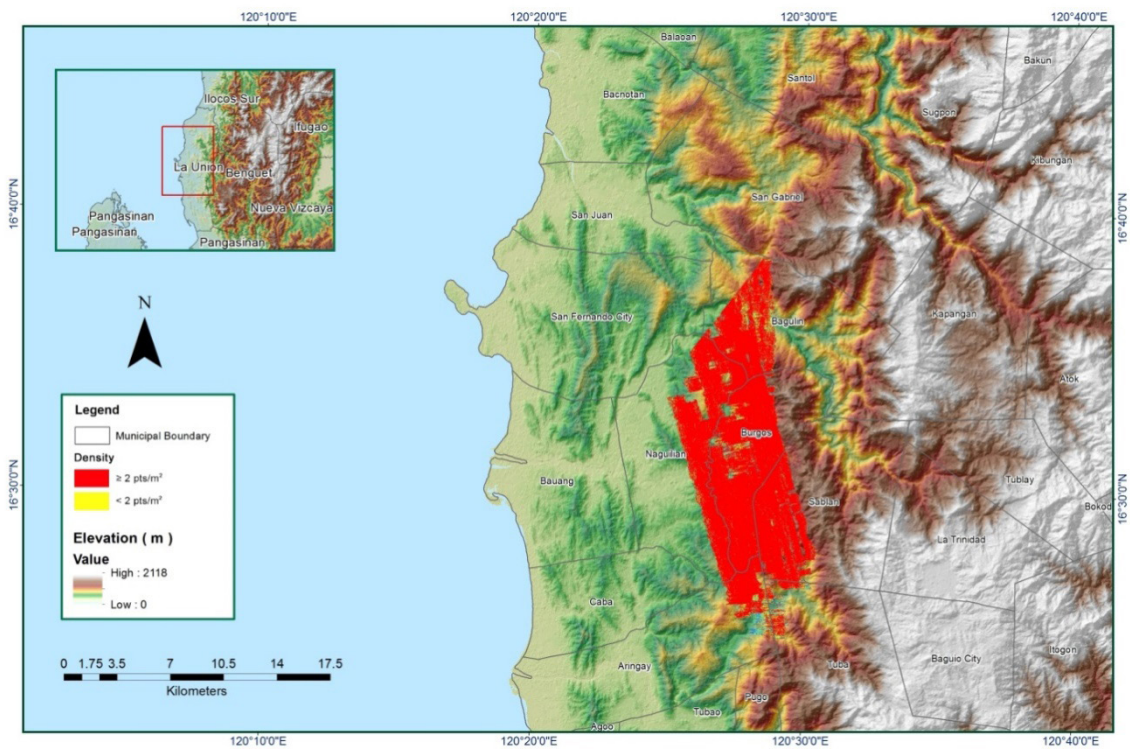 120°10'0"E
120°20'0"E
120°30'0"E
120°40'0"E
Balaoan
Bakun
Santol
Bacnotan
Sugpon
Ilocos Sur
Ifugao
La Union
Benguet
Nueva Vizcaya
Pangasinan
Pangasinan
Pangasinan
Kibungan
San Gabriel
16°40'0"N
16°40'0"N
San Juan
N
San Fernando City
Bagulin
Kapangan
Atok
Legend
Municipal Boundary
Density
≥ 2 pts/m²
< 2 pts/m²
Elevation ( m )
Value
High : 2118
Low : 0
Burgos
Naguilian
Bauang
Tublay
Sablan
Bokod
16°30'0"N
16°30'0"N
La Trinidad
Caba
Itogon
Baguio City
Tuba
Aringay
Pugo
Tubao
Agoo
0 1.75 3.5 7 10.5 14 17.5
Kilometers
120°10'0"E
120°20'0"E
120°30'0"E
120°40'0"E